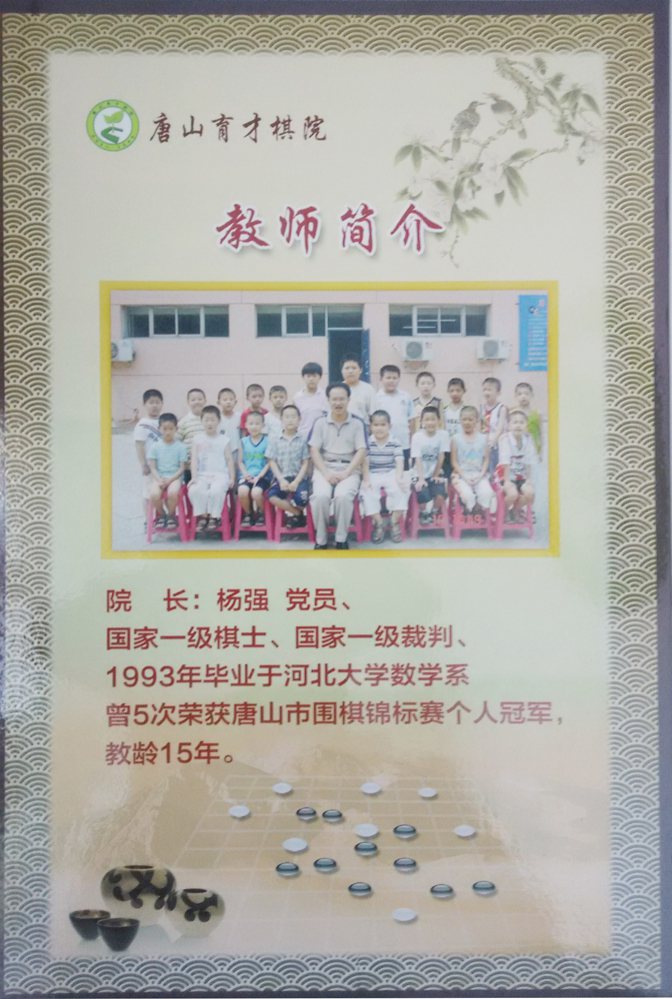 唐山育才棋院
教师简介
院 长：杨强 党员、
国家一级棋士、国家一级裁判、
1993年毕业于河北大学数学系
曾5次荣获唐山市围棋锦标赛个人冠军，
教龄15年。